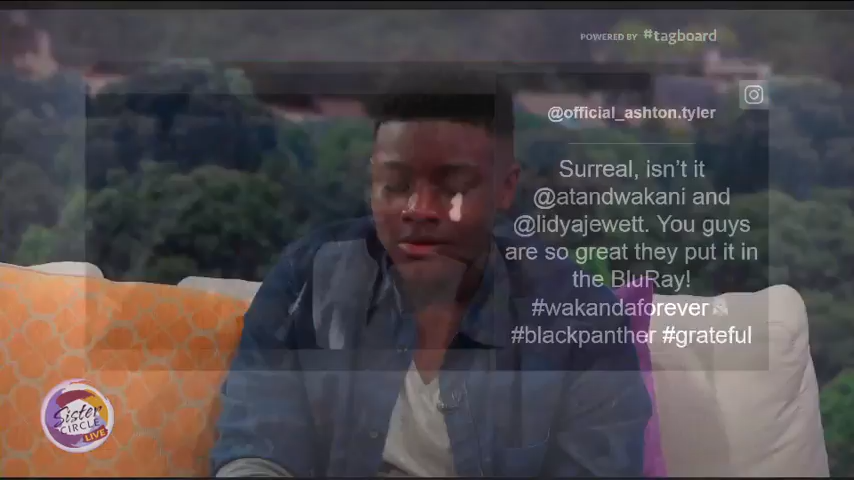 POWERED BY #tagboard
@official_ashton.tyler
Surreal, isn't it
@atandwakani and
@lidyajewett. You guys
are so great they put it in
the BluRay!
#wakandaforever
#blackpanther #grateful
Sister
CIRCLE
LIVE